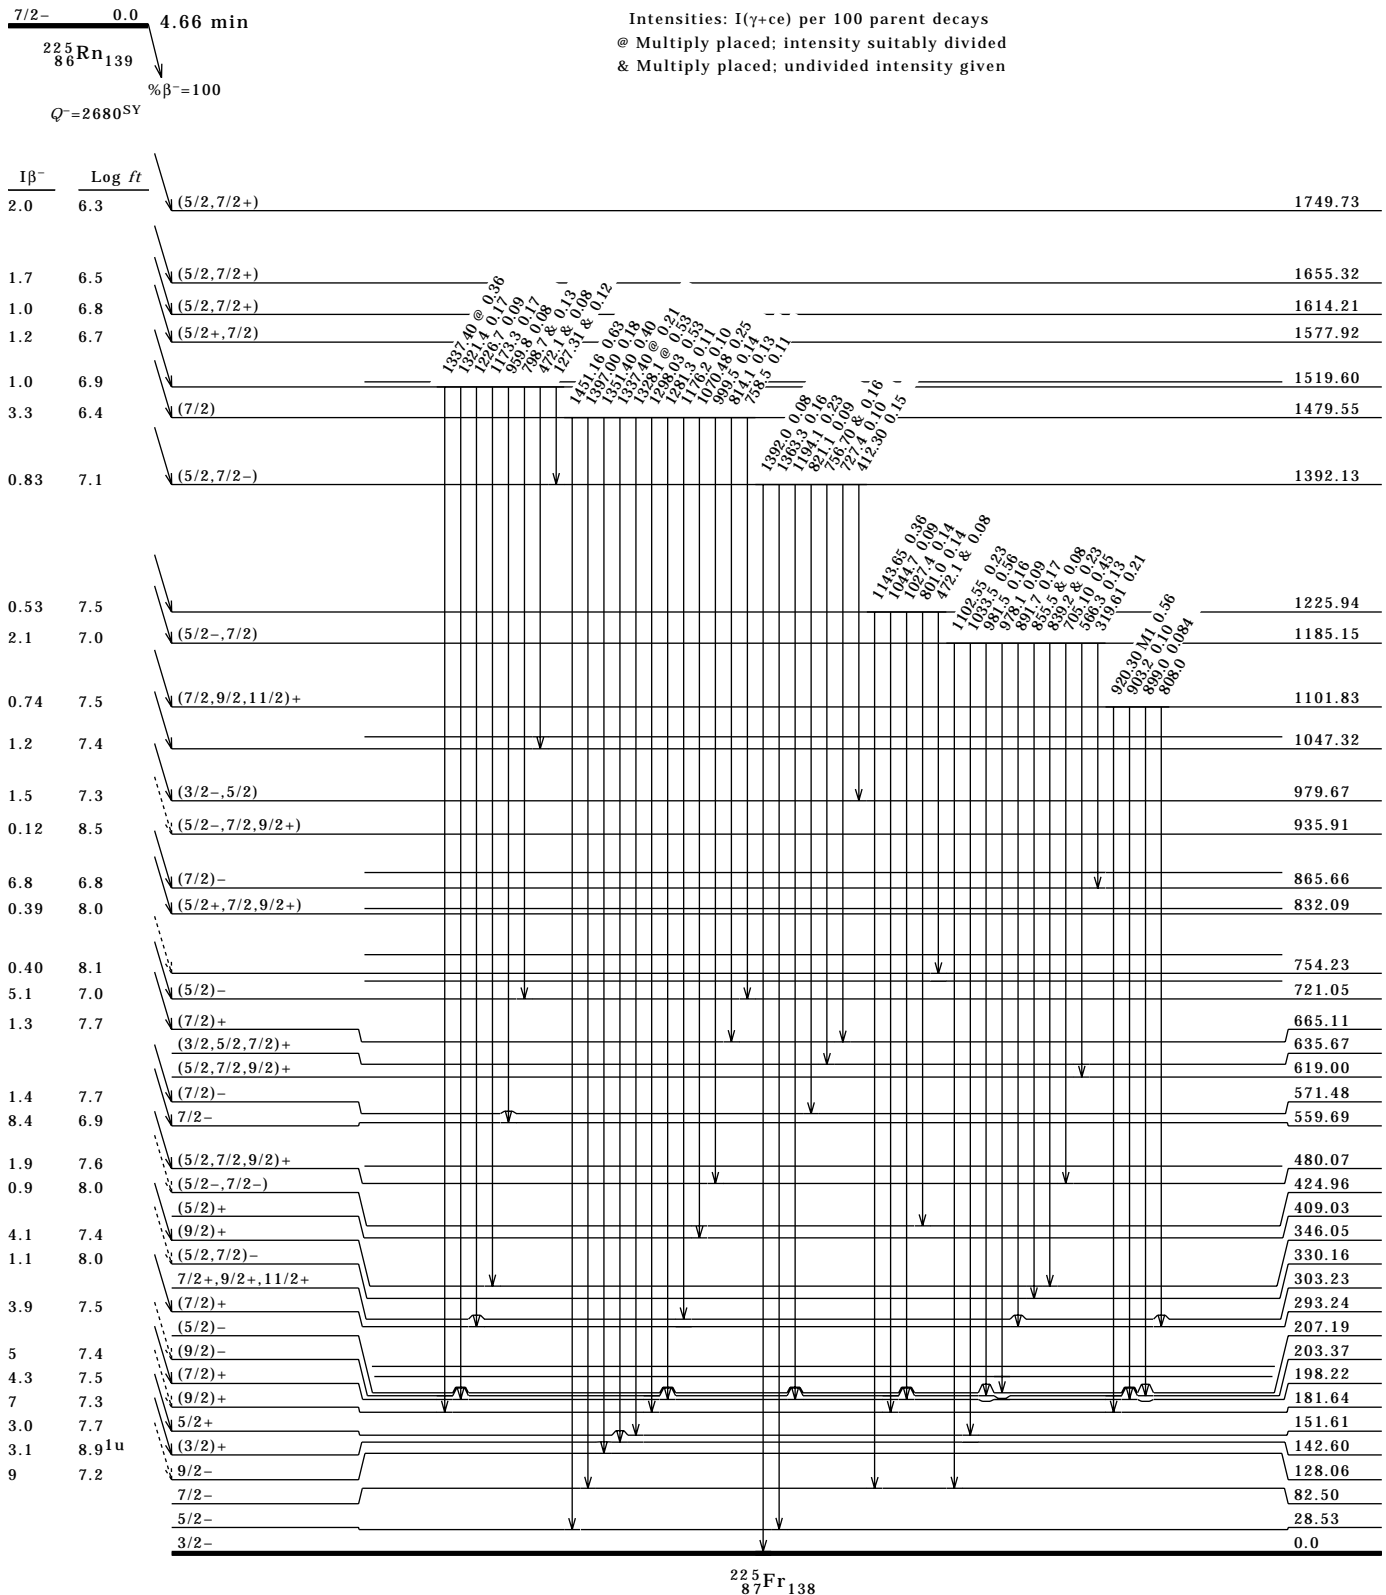 7/2− 0.0 4.66 min
225 86 Rn 139
%β−=100
Q−=2680SY
Intensities: I(γ+ce) per 100 parent decays
@ Multiply placed; intensity suitably divided
& Multiply placed; undivided intensity given
Iβ− Log ft
2.0 6.3 (5/2,7/2+) 1749.73
1.7 6.5 (5/2,7/2+) 1655.32
1.0 6.8 (5/2,7/2+) 1614.21
1.2 6.7 (5/2+,7/2) 1577.92
1337.40 @ 0.36
1321.4 0.17
1226.7 0.09
1173.3 0.17
959.8 0.08
798.7 & 0.13
472.1 & 0.08
127.31 & 0.12
1.0 6.9 1519.60
1451.16 0.63
1397.00 0.18
1351.40 0.40
1337.40 @ 0.21
1328.1 @ 0.53
1298.03 0.53
1281.3 0.11
1176.2 0.10
1070.48 0.25
999.5 0.14
814.1 0.13
758.5 0.11
3.3 6.4 (7/2) 1479.55
1392.0 0.08
1363.3 0.16
1194.1 0.23
821.1 0.09
756.70 & 0.16
727.4 0.10
412.30 0.15
0.83 7.1 (5/2,7/2−) 1392.13
1143.65 0.36
1044.7 0.09
1027.4 0.14
801.0 0.14
472.1 & 0.08
0.53 7.5 1225.94
1102.55 0.23
1033.5 0.56
981.5 0.16
978.1 0.09
891.7 0.17
855.5 & 0.08
839.2 & 0.23
705.10 0.45
566.3 0.13
319.61 0.21
2.1 7.0 (5/2−,7/2) 1185.15
920.30 M1 0.56
903.2 0.10
899.0 0.084
808.0
0.74 7.5 (7/2,9/2,11/2)+ 1101.83
1.2 7.4 1047.32
1.5 7.3 (3/2−,5/2) 979.67
0.12 8.5 (5/2−,7/2,9/2+) 935.91
6.8 6.8 (7/2)− 865.66
0.39 8.0 (5/2+,7/2,9/2+) 832.09
0.40 8.1 754.23
5.1 7.0 (5/2)− 721.05
1.3 7.7 (7/2)+ 665.11
(3/2,5/2,7/2)+ 635.67
(5/2,7/2,9/2)+ 619.00
1.4 7.7 (7/2)− 571.48
8.4 6.9 7/2− 559.69
1.9 7.6 (5/2,7/2,9/2)+ 480.07
0.9 8.0 (5/2−,7/2−) 424.96
(5/2)+ 409.03
4.1 7.4 (9/2)+ 346.05
1.1 8.0 (5/2,7/2)− 330.16
7/2+,9/2+,11/2+ 303.23
3.9 7.5 (7/2)+ 293.24
(5/2)− 207.19
5 7.4 (9/2)− 203.37
4.3 7.5 (7/2)+ 198.22
7 7.3 (9/2)+ 181.64
3.0 7.7 5/2+ 151.61
3.1 8.9 1u (3/2)+ 142.60
9 7.2 9/2− 128.06
7/2− 82.50
5/2− 28.53
3/2− 0.0
225 87 Fr 138